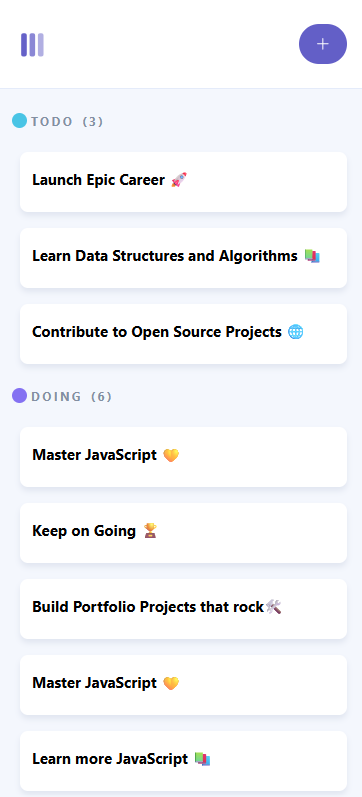 +
TODO (3)
Launch Epic Career 🚀
Learn Data Structures and Algorithms 📚
Contribute to Open Source Projects 🌐
DOING (6)
Master JavaScript 💛
Keep on Going 🏆
Build Portfolio Projects that rock🛠️
Master JavaScript 💛
Learn more JavaScript 📚